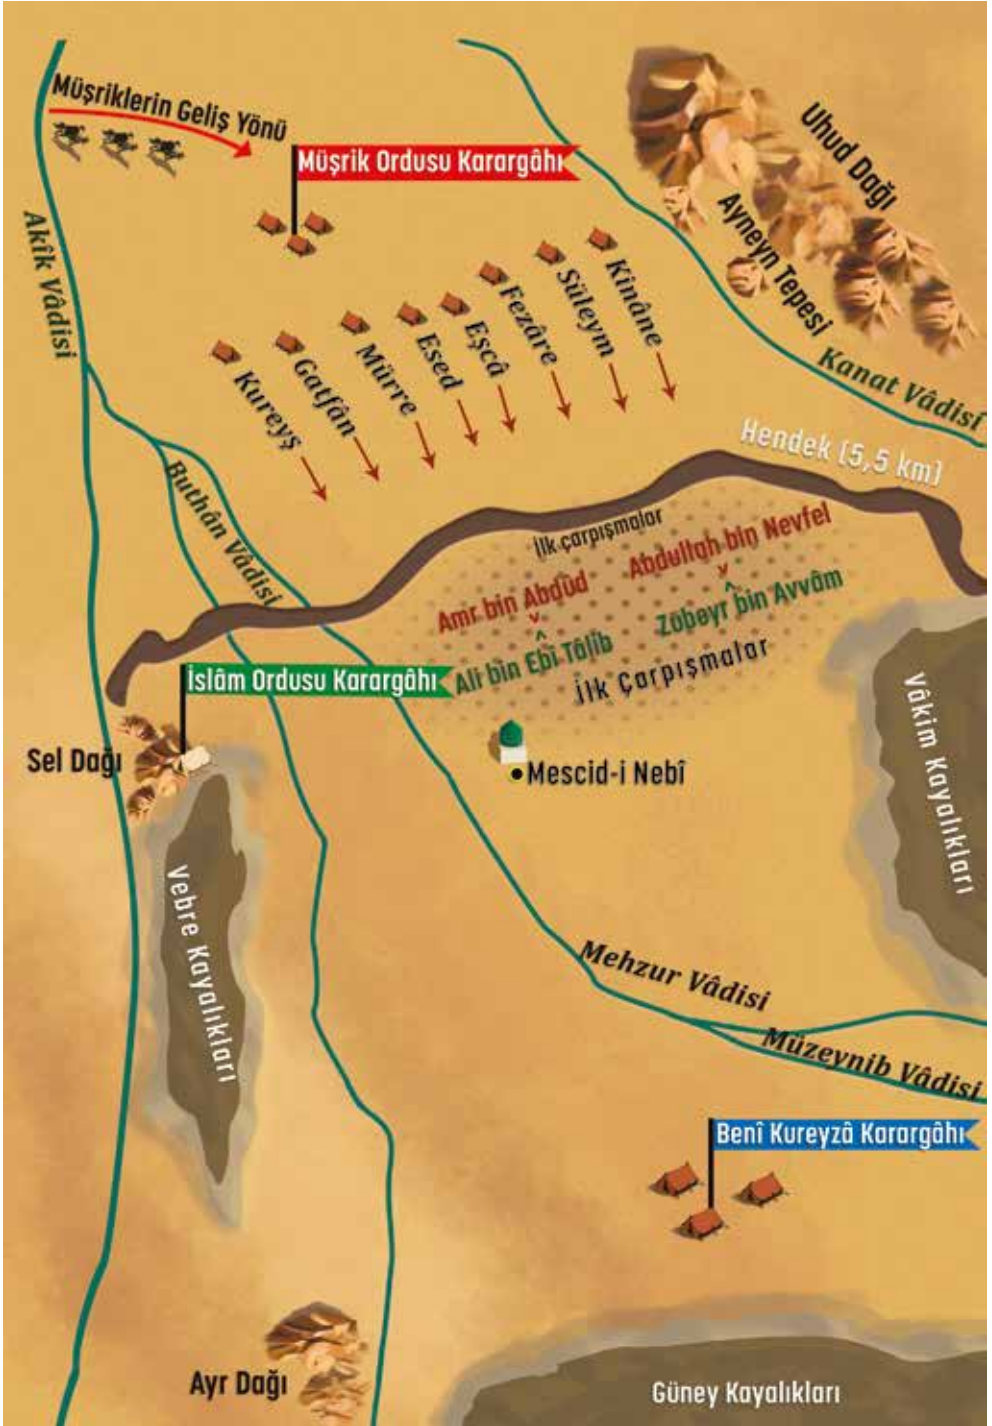 Müşriklerin Geliş Yönü
Müşrik Ordusu Karargâhı
Uhud Dağı
Ayneyn Tepesi
Akîk Vâdisi
Kureyş
Gatfân
Mürre
Esed
Eşcâ
Fezâre
Süleym
Kinâne
Kanat Vâdisi
Hendek (5,5 km)
Buthân Vâdisi
İlk çarpışmalar
Abdullah bin Nevfel
Amr bin Abdûd
Zübeyr bin Avvâm
Ali bin Ebî Tâlib
İlk Çarpışmalar
İslâm Ordusu Karargâhı
Sel Dağı
Mescid-i Nebî
Vâkim Kayalıkları
Vebre Kayalıkları
Mehzur Vâdisi
Müzeynib Vâdisi
Benî Kureyzâ Karargâhı
Ayr Dağı
Güney Kayalıkları